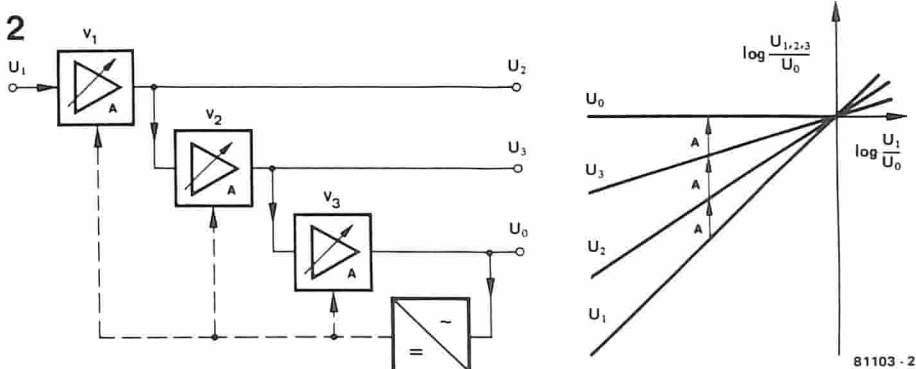 2
v₁
U₁
A
U₂
v₂
A
U₃
v₃
A
U₀
~
=
log U₁,₂,₃/U₀
U₀
log U₁/U₀
A
U₃
A
A
U₂
U₁
81103 - 2